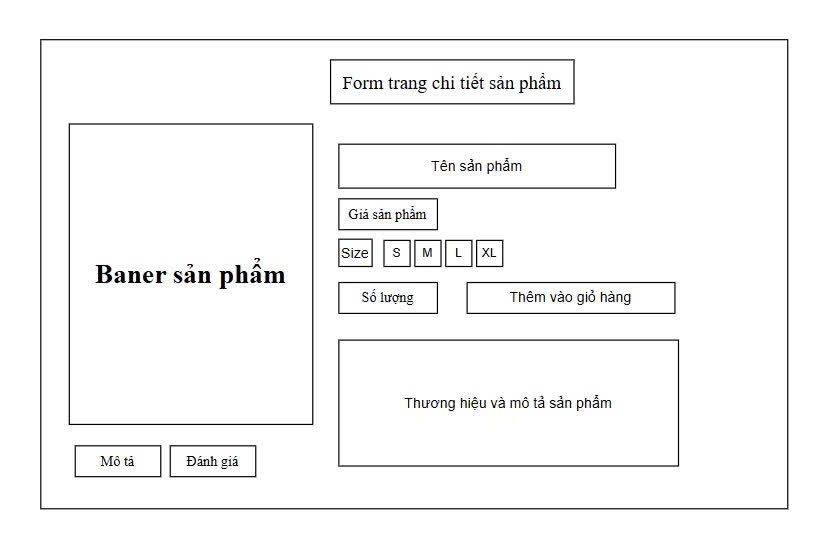 Form trang chi tiết sản phẩm
Baner sản phẩm
Tên sản phẩm
Giá sản phẩm
Size S M L XL
Số lượng
Thêm vào giỏ hàng
Thương hiệu và mô tả sản phẩm
Mô tả
Đánh giá